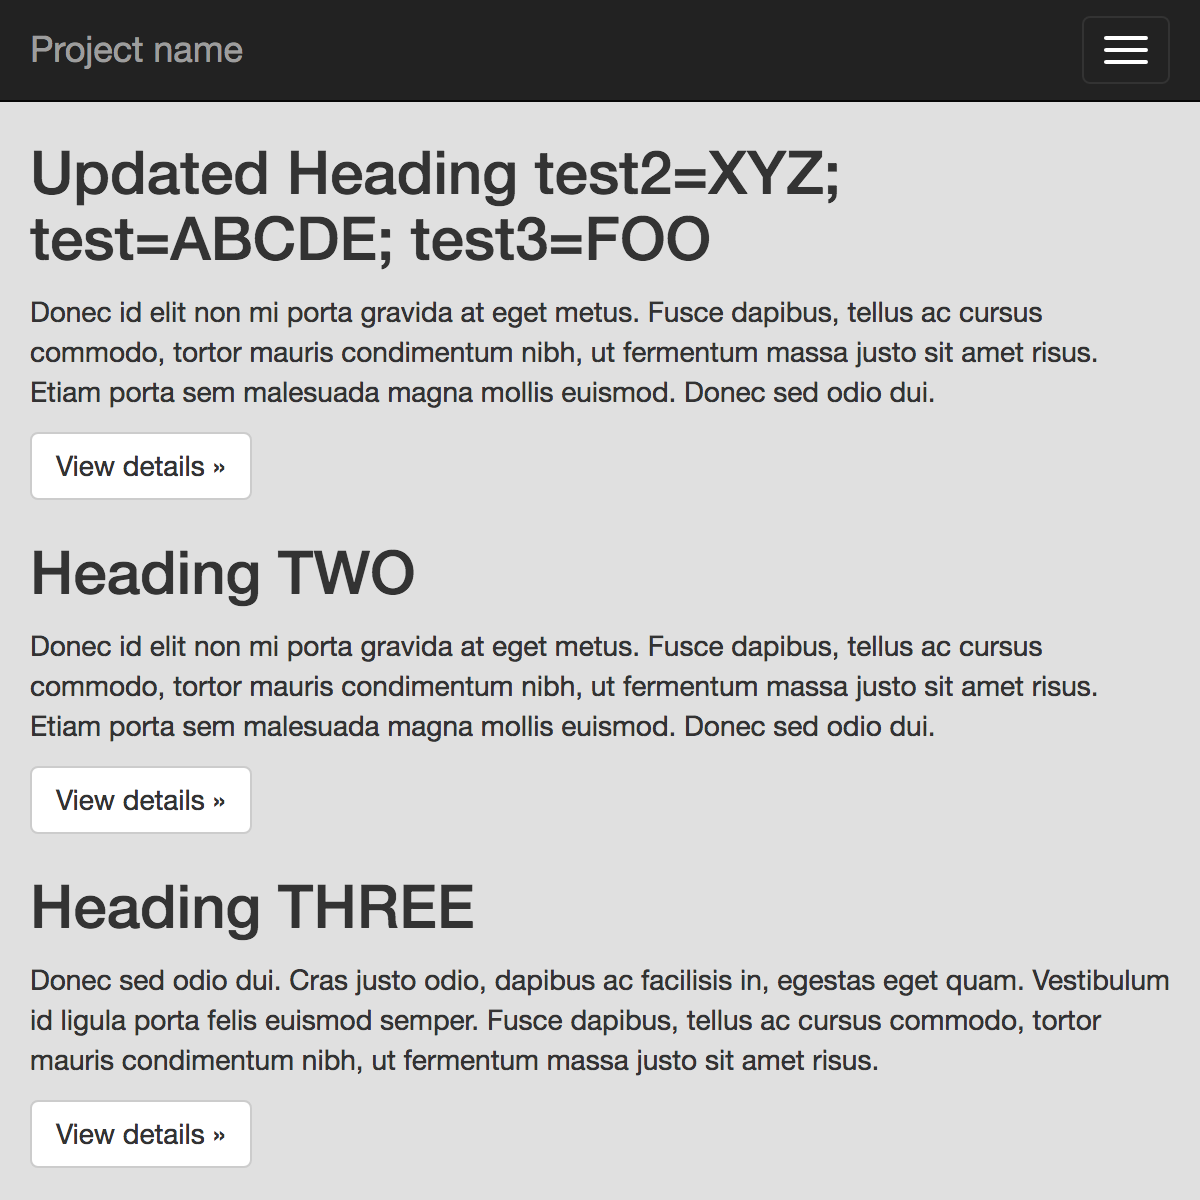 Project name
Updated Heading test2=XYZ;
test=ABCDE; test3=FOO
Donec id elit non mi porta gravida at eget metus. Fusce dapibus, tellus ac cursus
commodo, tortor mauris condimentum nibh, ut fermentum massa justo sit amet risus.
Etiam porta sem malesuada magna mollis euismod. Donec sed odio dui.
View details »
Heading TWO
Donec id elit non mi porta gravida at eget metus. Fusce dapibus, tellus ac cursus
commodo, tortor mauris condimentum nibh, ut fermentum massa justo sit amet risus.
Etiam porta sem malesuada magna mollis euismod. Donec sed odio dui.
View details »
Heading THREE
Donec sed odio dui. Cras justo odio, dapibus ac facilisis in, egestas eget quam. Vestibulum
id ligula porta felis euismod semper. Fusce dapibus, tellus ac cursus commodo, tortor
mauris condimentum nibh, ut fermentum massa justo sit amet risus.
View details »